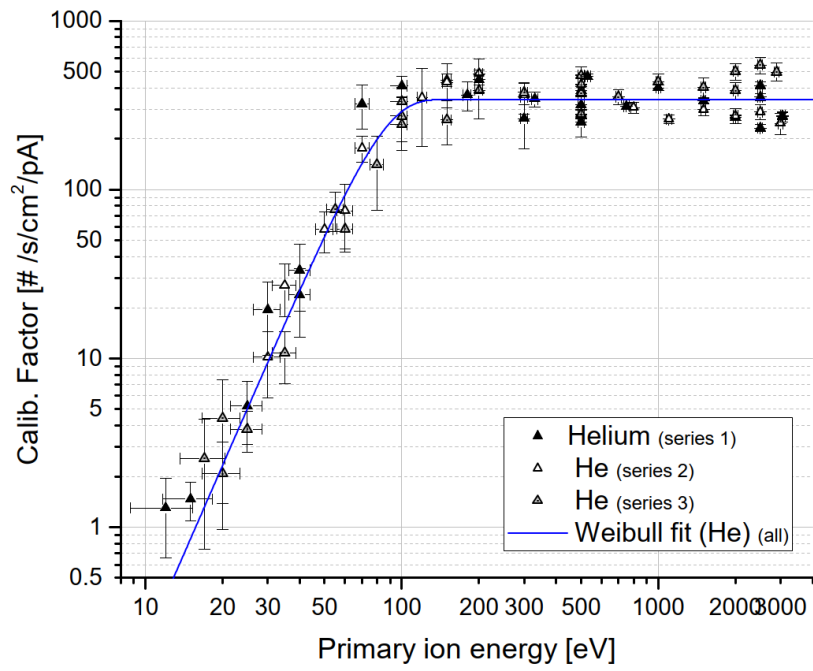 Calib. Factor [# /s/cm²/pA]
1000
500
100
50
10
5
1
0.5
Helium (series 1)
He (series 2)
He (series 3)
Weibull fit (He) (all)
10 20 30 50 100 200 300 500 1000 2000 3000
Primary ion energy [eV]